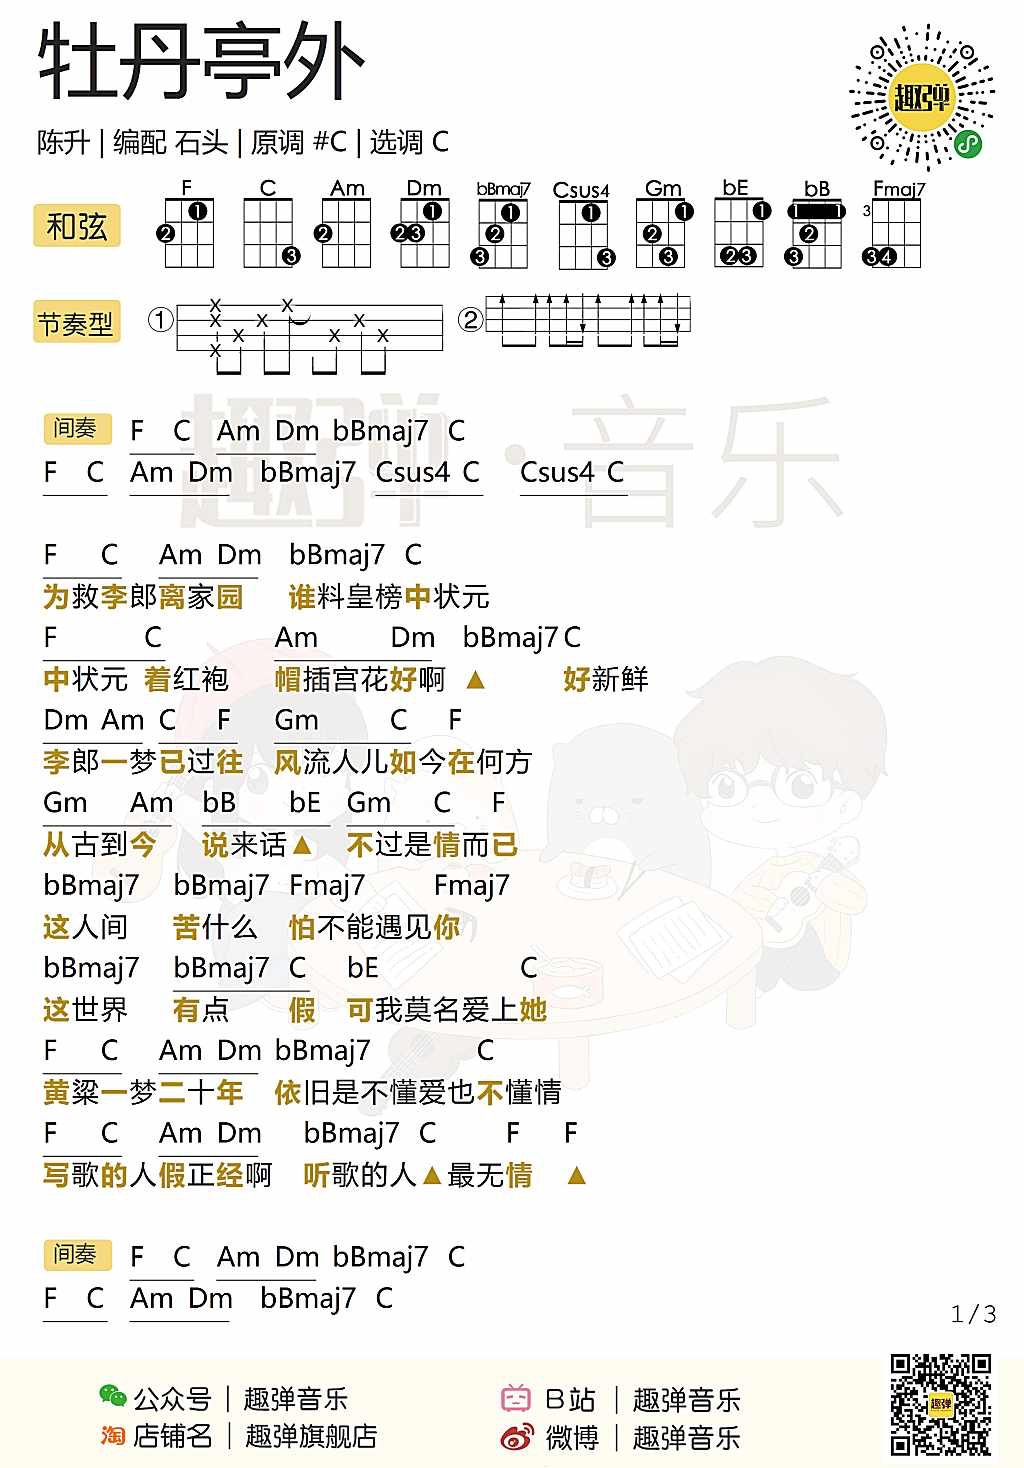 牡丹亭外
趣弹
陈升 | 编配 石头 | 原调 #C | 选调 C
和弦
F C Am Dm bBmaj7 Csus4 Gm bE bB Fmaj7
1 2 3 2 1 2 3 1 2 3 1 3 1 2 3 1 2 3 1 1 2 3 3 3 4
节奏型 ① ②
趣弹·音乐
间奏 F C Am Dm bBmaj7 C
F C Am Dm bBmaj7 Csus4 C Csus4 C
F C Am Dm bBmaj7 C
为救李郎离家园 谁料皇榜中状元
F C Am Dm bBmaj7 C
中状元 着红袍 帽插宫花好啊 ▲ 好新鲜
Dm Am C F Gm C F
李郎一梦已过往 风流人儿如今在何方
Gm Am bB bE Gm C F
从古到今 说来话▲ 不过是情而已
bBmaj7 bBmaj7 Fmaj7 Fmaj7
这人间 苦什么 怕不能遇见你
bBmaj7 bBmaj7 C bE C
这世界 有点 假 可我莫名爱上她
F C Am Dm bBmaj7 C
黄粱一梦二十年 依旧是不懂爱也不懂情
F C Am Dm bBmaj7 C F F
写歌的人假正经啊 听歌的人▲最无情 ▲
间奏 F C Am Dm bBmaj7 C
F C Am Dm bBmaj7 C
1/3
公众号 | 趣弹音乐
B站 | 趣弹音乐
淘 店铺名 | 趣弹旗舰店
微博 | 趣弹音乐
趣弹